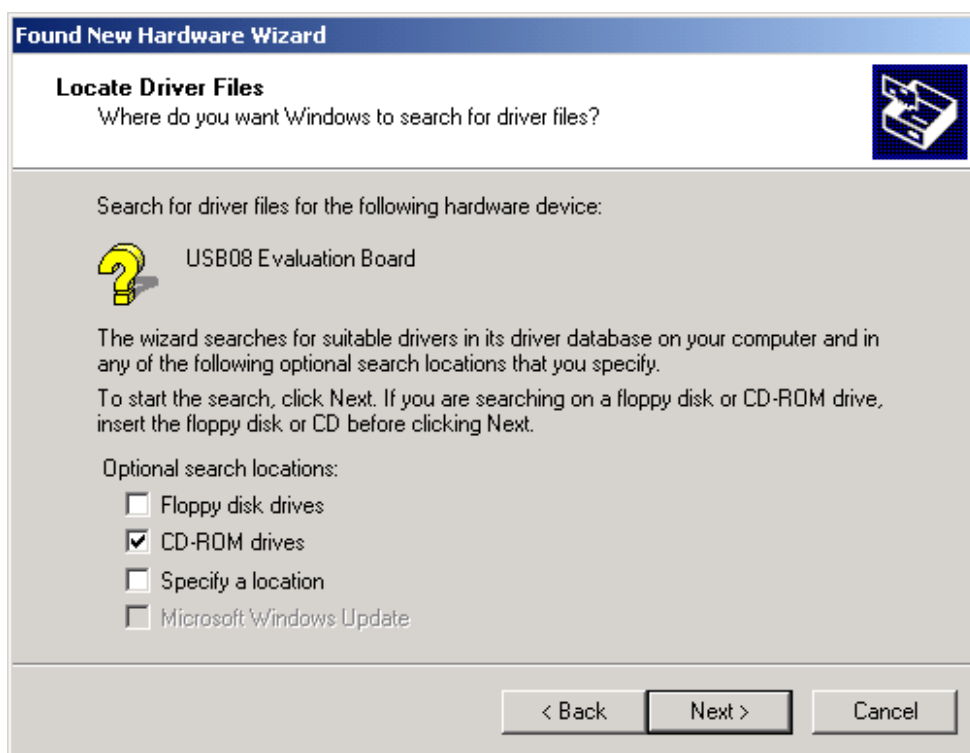 Found New Hardware Wizard
Locate Driver Files
Where do you want Windows to search for driver files?
Search for driver files for the following hardware device:
USB08 Evaluation Board
The wizard searches for suitable drivers in its driver database on your computer and in
any of the following optional search locations that you specify.
To start the search, click Next. If you are searching on a floppy disk or CD-ROM drive,
insert the floppy disk or CD before clicking Next.
Optional search locations:
Floppy disk drives
CD-ROM drives
Specify a location
Microsoft Windows Update
< Back Next > Cancel